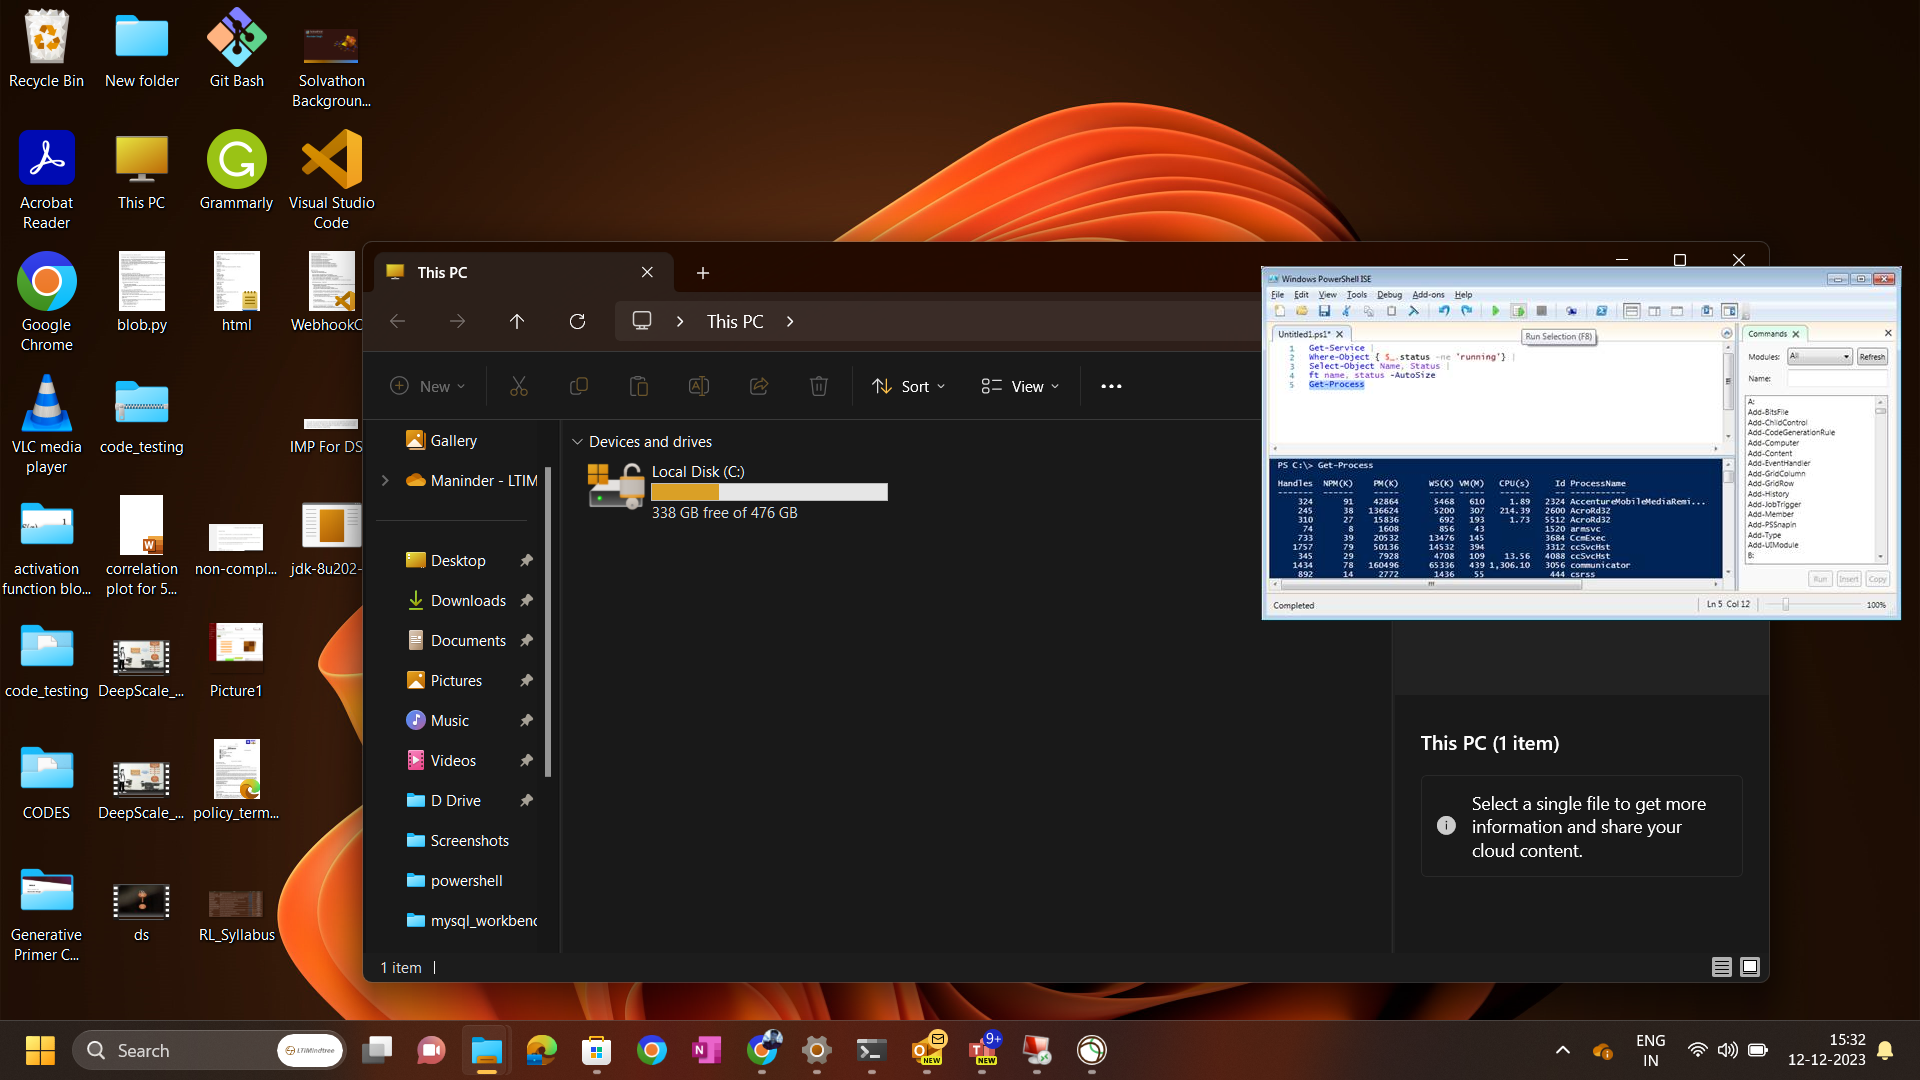 Recycle Bin
New folder
Git Bash
Solvathon
Backgroun...
Acrobat
Reader
This PC
Grammarly
Visual Studio
Code
Google
Chrome
blob.py
html
WebhookC
VLC media
player
code_testing
IMP For DS
activation
function blo...
correlation
plot for 5...
non-compl...
jdk-8u202-
code_testing
DeepScale_...
Picture1
CODES
DeepScale_...
policy_term...
Generative
Primer C...
ds
RL_Syllabus
This PC
This PC
New
Sort
View
Gallery
Maninder - LTIM
Desktop
Downloads
Documents
Pictures
Music
Videos
D Drive
Screenshots
powershell
mysql_workbenc
Devices and drives
Local Disk (C:)
338 GB free of 476 GB
This PC (1 item)
Select a single file to get more
information and share your
cloud content.
1 item
Windows PowerShell ISE
File Edit View Tools Debug Add-ons Help
Run Selection (F8)
Untitled1.ps1*
1 Get-Service |
2 Where-Object { $_.status -ne 'running'} |
3 Select-Object Name, Status |
4 ft name, status -AutoSize
5 Get-Process
PS C:\> Get-Process
Handles NPM(K) PM(K) WS(K) VM(M) CPU(s) Id ProcessName
------- ------ ----- ----- ----- ------ -- -----------
324 91 42864 5468 610 1.89 2324 AccentureMobileMediaRemi...
245 38 136624 5200 307 214.39 2600 AcroRd32
310 27 15836 692 193 1.73 5512 AcroRd32
74 8 1608 856 43 1520 armsvc
733 39 20532 13476 145 3684 CcmExec
1757 79 50136 14532 394 3312 ccSvcHst
345 29 7928 4708 109 13.56 4088 ccSvcHst
1434 78 160496 65336 439 1,306.10 3056 communicator
892 14 2772 1436 55 444 csrss
Completed
Ln 5 Col 12
100%
Commands
Modules: All Refresh
Name:
A:
Add-BitsFile
Add-ChildControl
Add-CodeGenerationRule
Add-Computer
Add-Content
Add-EventHandler
Add-GridColumn
Add-GridRow
Add-History
Add-JobTrigger
Add-Member
Add-PSSnapin
Add-Type
Add-UIModule
B:
Run Insert Copy
Search
LTIMindtree
NEW
9+
NEW
ENG
IN
15:32
12-12-2023